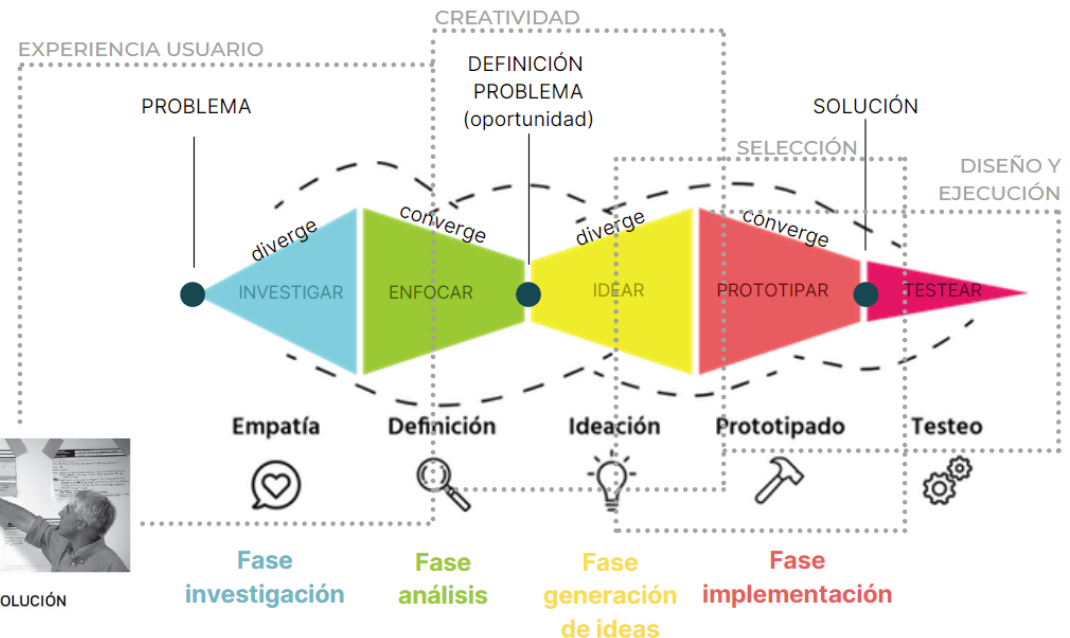 CREATIVIDAD
EXPERIENCIA USUARIO
DEFINICIÓN
PROBLEMA
(oportunidad)
PROBLEMA
SOLUCIÓN
SELECCIÓN
DISEÑO Y
EJECUCIÓN
diverge
converge
diverge
converge
INVESTIGAR
ENFOCAR
IDEAR
PROTOTIPAR
TESTEAR
Empatía
Definición
Ideación
Prototipado
Testeo
Fase
investigación
Fase
análisis
Fase
generación
de ideas
Fase
implementación
OLUCIÓN